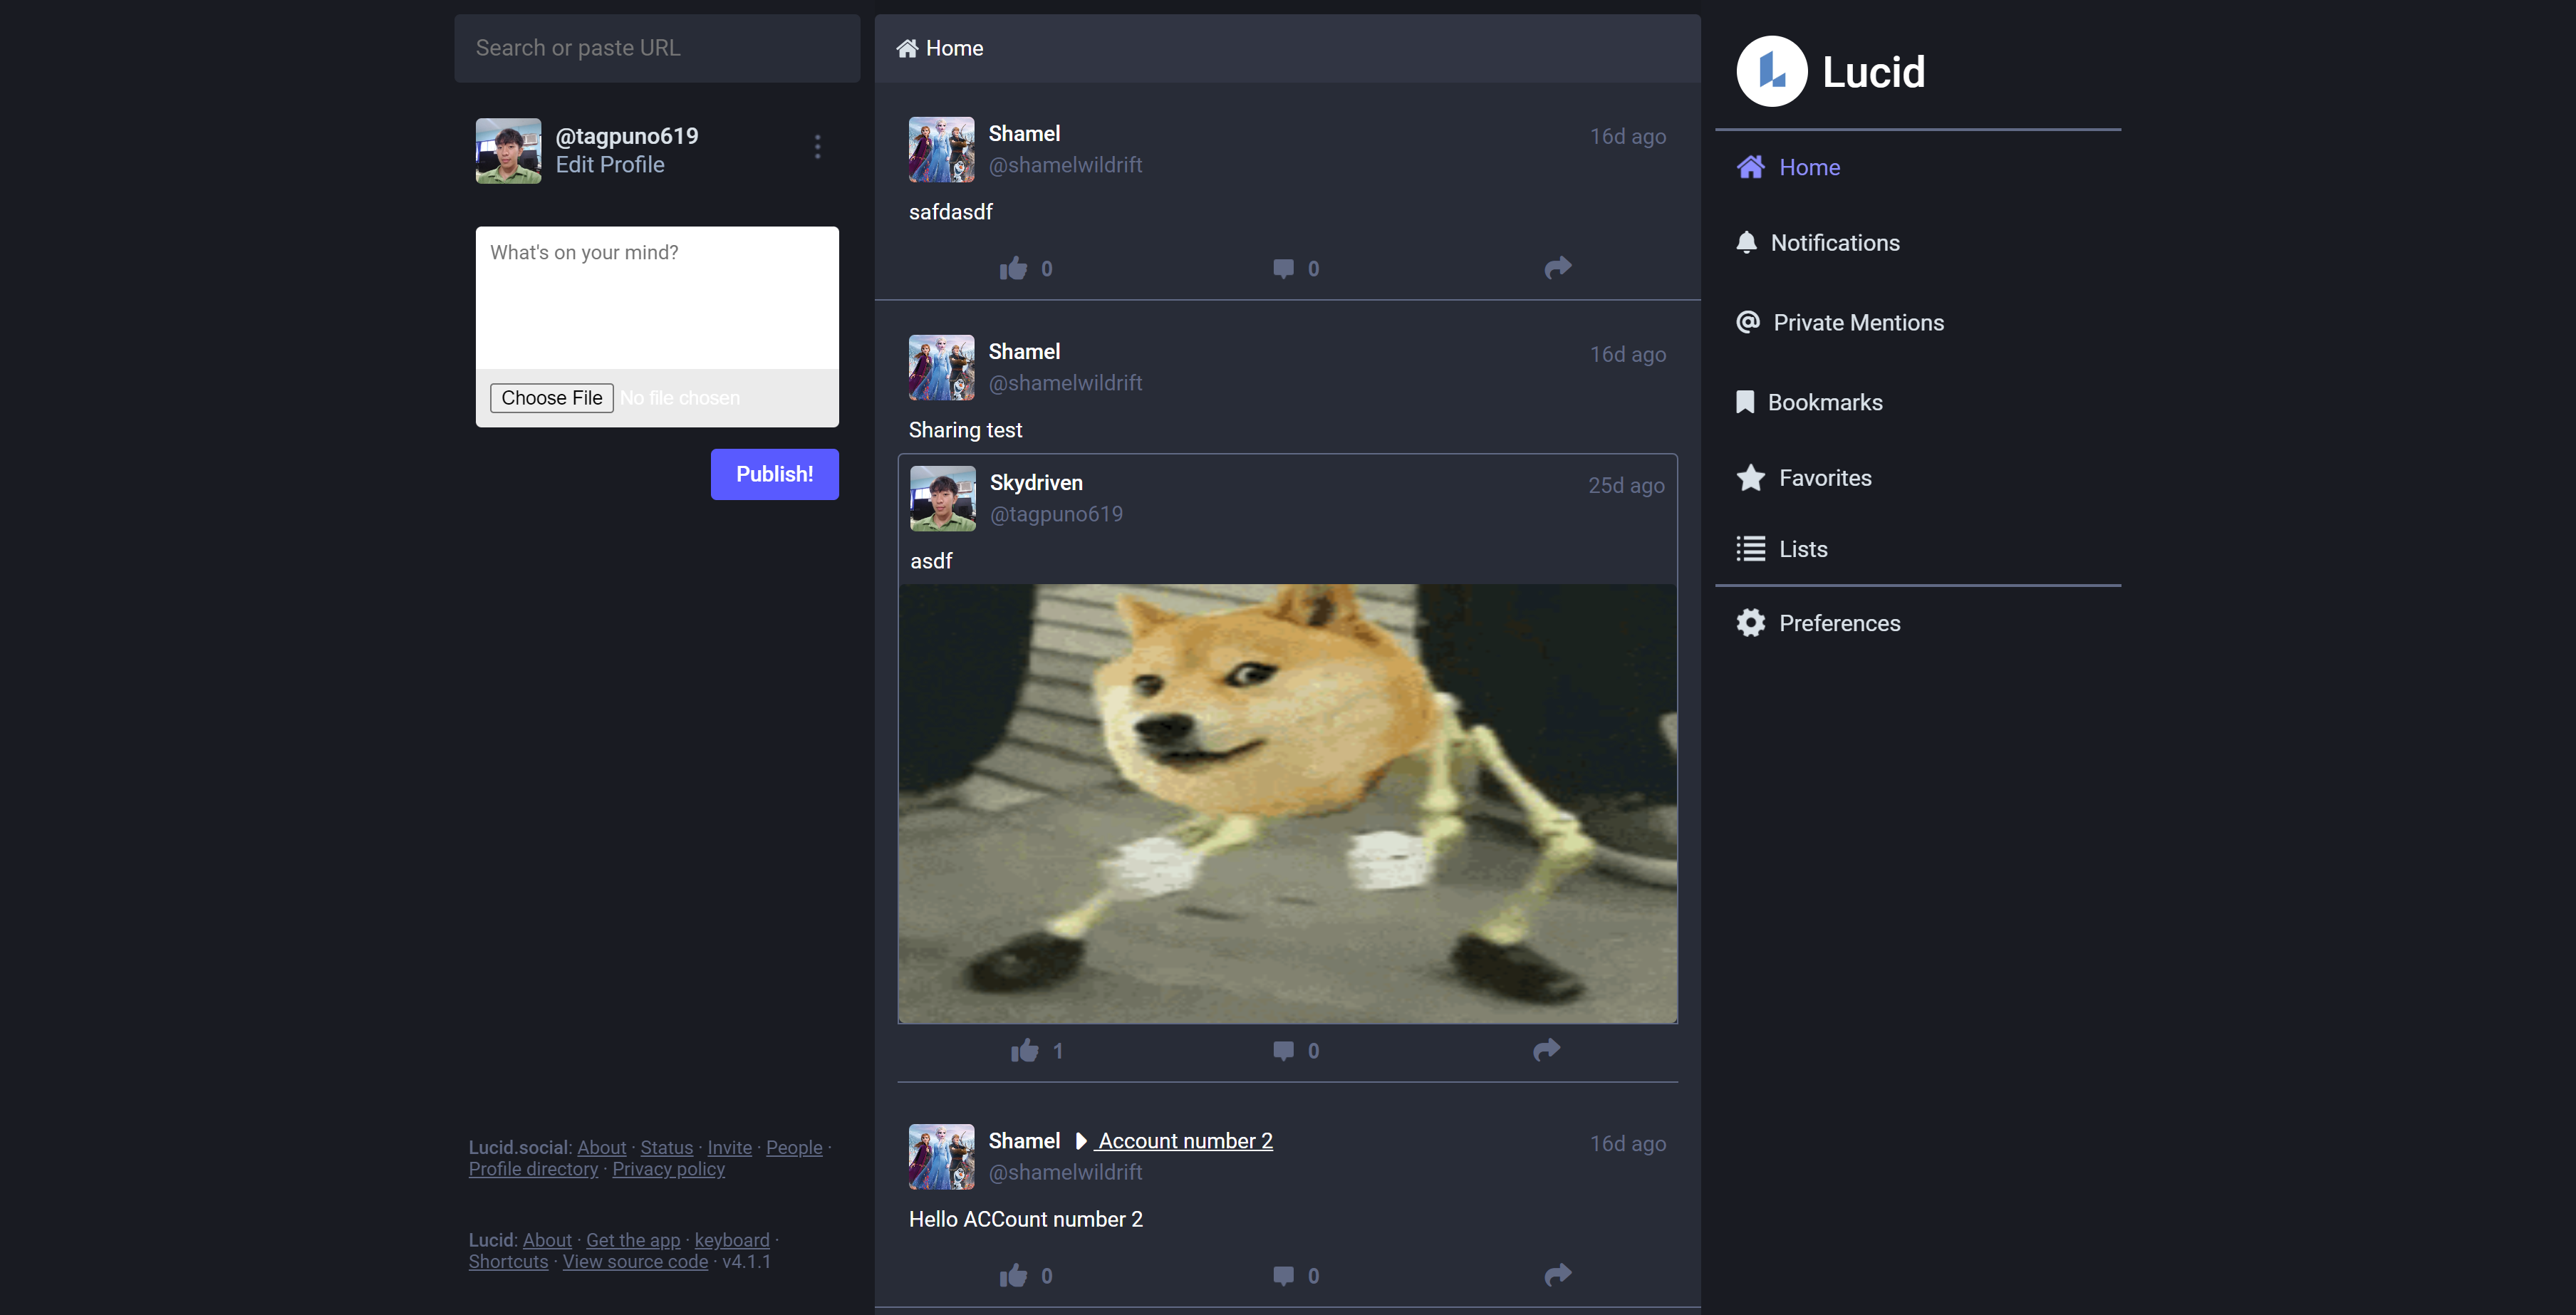 Search or paste URL
@tagpuno619
Edit Profile
What's on your mind?
Choose File No file chosen
Publish!
Lucid.social: About · Status · Invite · People ·
Profile directory · Privacy policy
Lucid: About · Get the app · keyboard ·
Shortcuts · View source code · v4.1.1
Home
Shamel 16d ago
@shamelwildrift
safdasdf
0 0
Shamel 16d ago
@shamelwildrift
Sharing test
Skydriven 25d ago
@tagpuno619
asdf
1 0
Shamel Account number 2 16d ago
@shamelwildrift
Hello ACCount number 2
0 0
Lucid
Home
Notifications
Private Mentions
Bookmarks
Favorites
Lists
Preferences